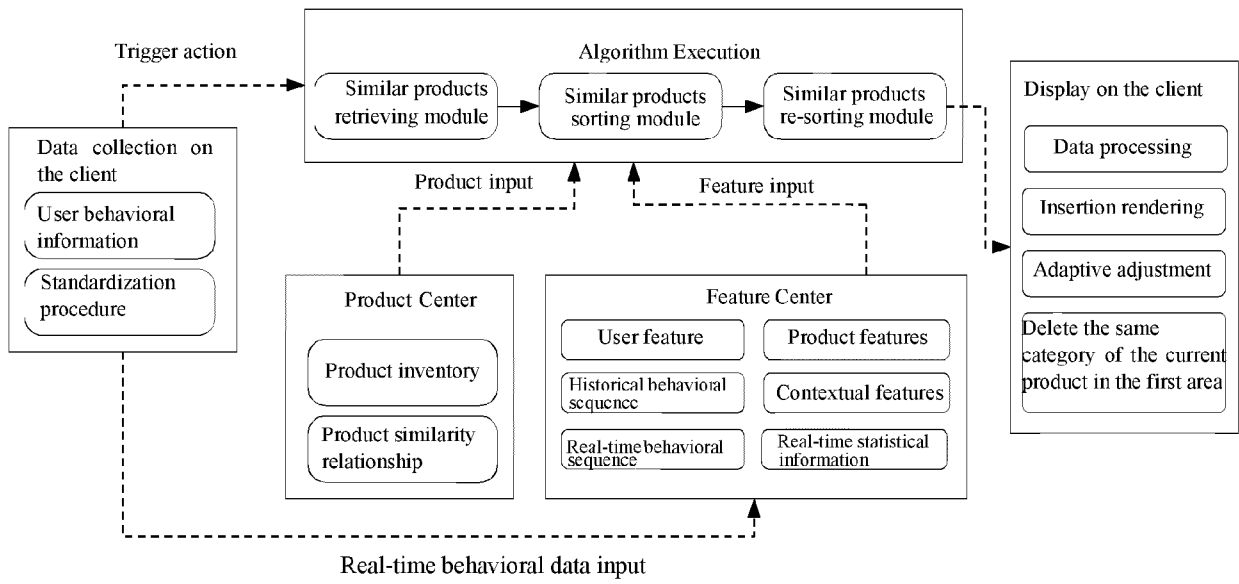 Trigger action
Algorithm Execution
Similar products
retrieving module
Similar products
sorting module
Similar products
re-sorting module
Data collection on
the client
User behavioral
information
Standardization
procedure
Product input
Feature input
Product Center
Product inventory
Product similarity
relationship
Feature Center
User feature
Product features
Historical behavioral
sequence
Contextual features
Real-time behavioral
sequence
Real-time statistical
information
Display on the client
Data processing
Insertion rendering
Adaptive adjustment
Delete the same
category of the current
product in the first area
Real-time behavioral data input